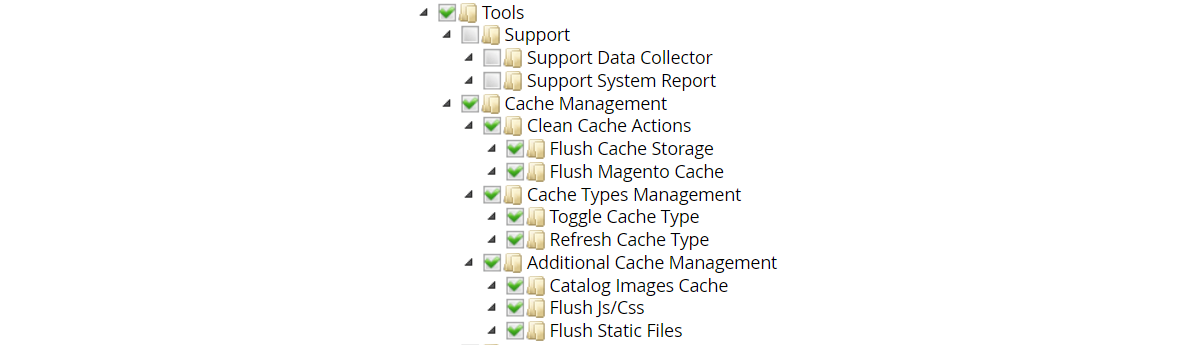 Tools
Support
Support Data Collector
Support System Report
Cache Management
Clean Cache Actions
Flush Cache Storage
Flush Magento Cache
Cache Types Management
Toggle Cache Type
Refresh Cache Type
Additional Cache Management
Catalog Images Cache
Flush Js/Css
Flush Static Files